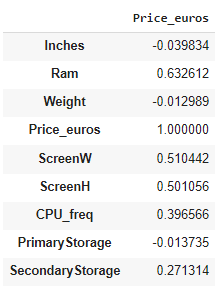 Price_euros
Inches -0.039834
Ram 0.632612
Weight -0.012989
Price_euros 1.000000
ScreenW 0.510442
ScreenH 0.501056
CPU_freq 0.396566
PrimaryStorage -0.013735
SecondaryStorage 0.271314